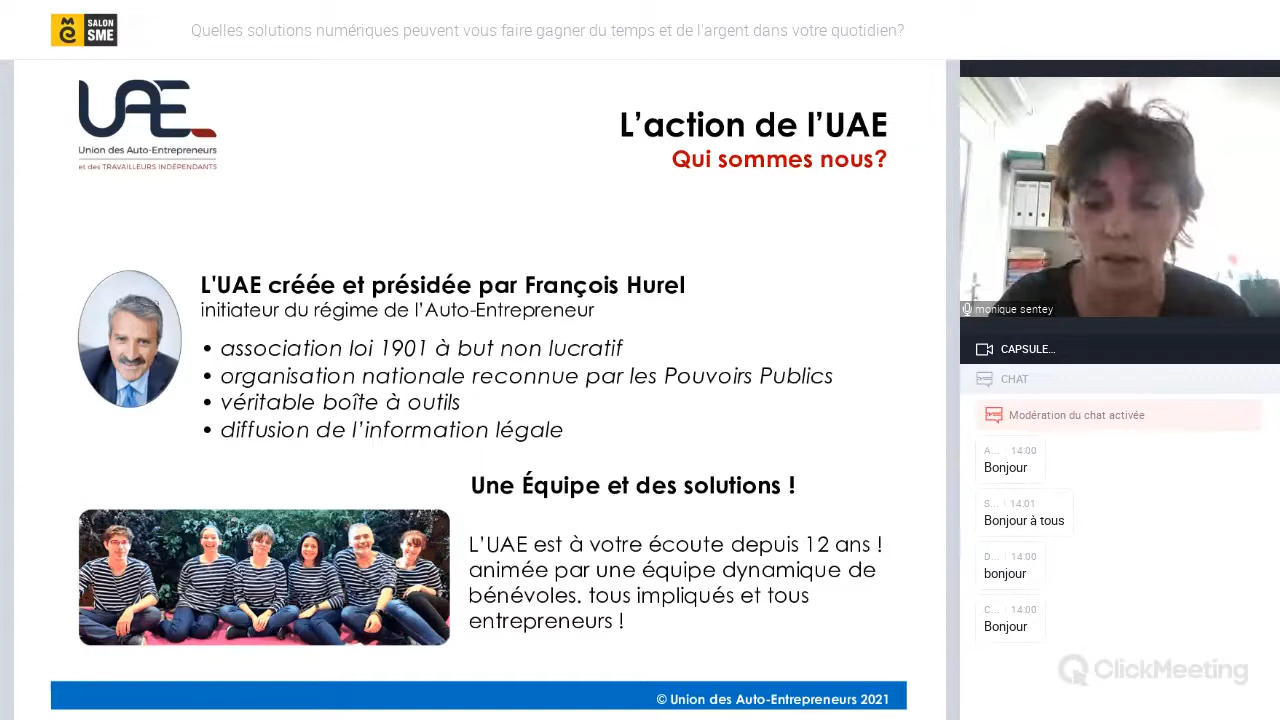 SALON
SME
Quelles solutions numériques peuvent vous faire gagner du temps et de l'argent dans votre quotidien?
UAE
Union des Auto-Entrepreneurs
et des TRAVAILLEURS INDÉPENDANTS
L’action de l’UAE
Qui sommes nous?
L'UAE créée et présidée par François Hurel
initiateur du régime de l’Auto-Entrepreneur
• association loi 1901 à but non lucratif
• organisation nationale reconnue par les Pouvoirs Publics
• véritable boîte à outils
• diffusion de l’information légale
Une Équipe et des solutions !
L’UAE est à votre écoute depuis 12 ans !
animée par une équipe dynamique de
bénévoles. tous impliqués et tous
entrepreneurs !
© Union des Auto-Entrepreneurs 2021
monique sentey
CAPSULE...
CHAT
Modération du chat activée
A... 14:00
Bonjour
S... 14:01
Bonjour à tous
D... 14:00
bonjour
C... 14:00
Bonjour
ClickMeeting